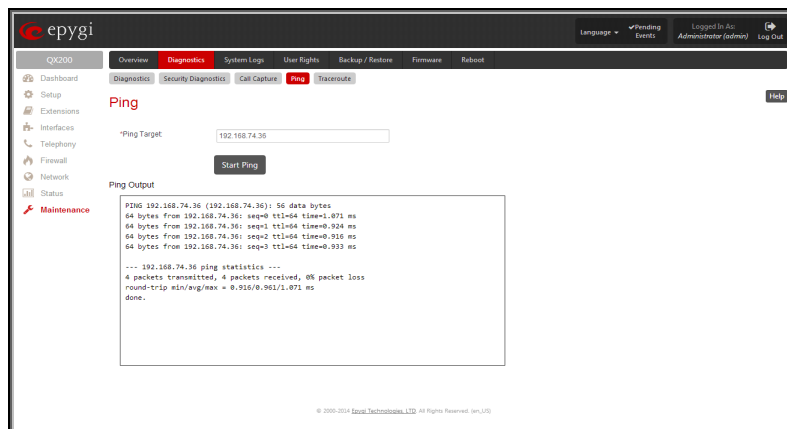 epygi
Language
✔Pending Events
Logged In As:
Administrator (admin)
Log Out
QX200
Overview Diagnostics System Logs User Rights Backup / Restore Firmware Reboot
Dashboard
Setup
Extensions
Interfaces
Telephony
Firewall
Network
Status
Maintenance
Diagnostics Security Diagnostics Call Capture Ping Traceroute
Help
Ping
*Ping Target: 192.168.74.36
Start Ping
Ping Output
PING 192.168.74.36 (192.168.74.36): 56 data bytes
64 bytes from 192.168.74.36: seq=0 ttl=64 time=1.071 ms
64 bytes from 192.168.74.36: seq=1 ttl=64 time=0.924 ms
64 bytes from 192.168.74.36: seq=2 ttl=64 time=0.916 ms
64 bytes from 192.168.74.36: seq=3 ttl=64 time=0.933 ms
--- 192.168.74.36 ping statistics ---
4 packets transmitted, 4 packets received, 0% packet loss
round-trip min/avg/max = 0.916/0.961/1.071 ms
done.
© 2000-2014 Epygi Technologies, LTD. All Rights Reserved. (en_US)